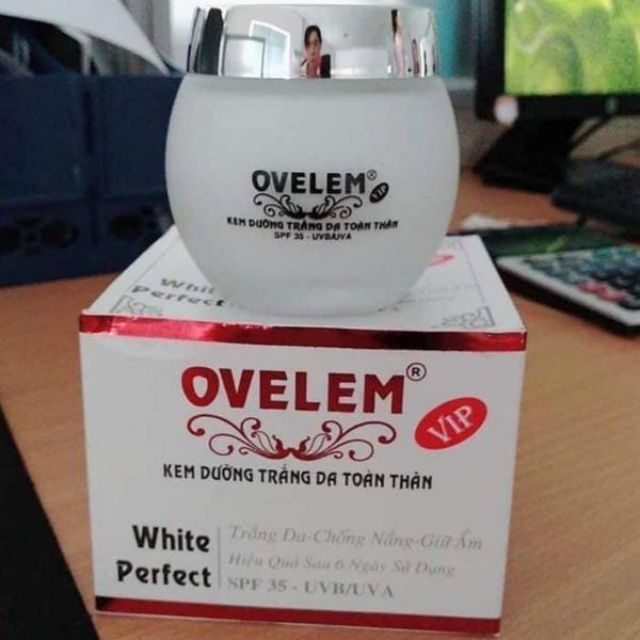 OVELEM®
VIP
KEM DƯỠNG TRẮNG DA TOÀN THÂN
SPF 35 - UVB/UVA
White
Perfect
OVELEM®
VIP
KEM DƯỠNG TRẮNG DA TOÀN THÂN
White
Perfect
Trắng Da-Chống Nắng-Giữ Ẩm
Hiệu Quả Sau 6 Ngày Sử Dụng
SPF 35 - UVB/UVA